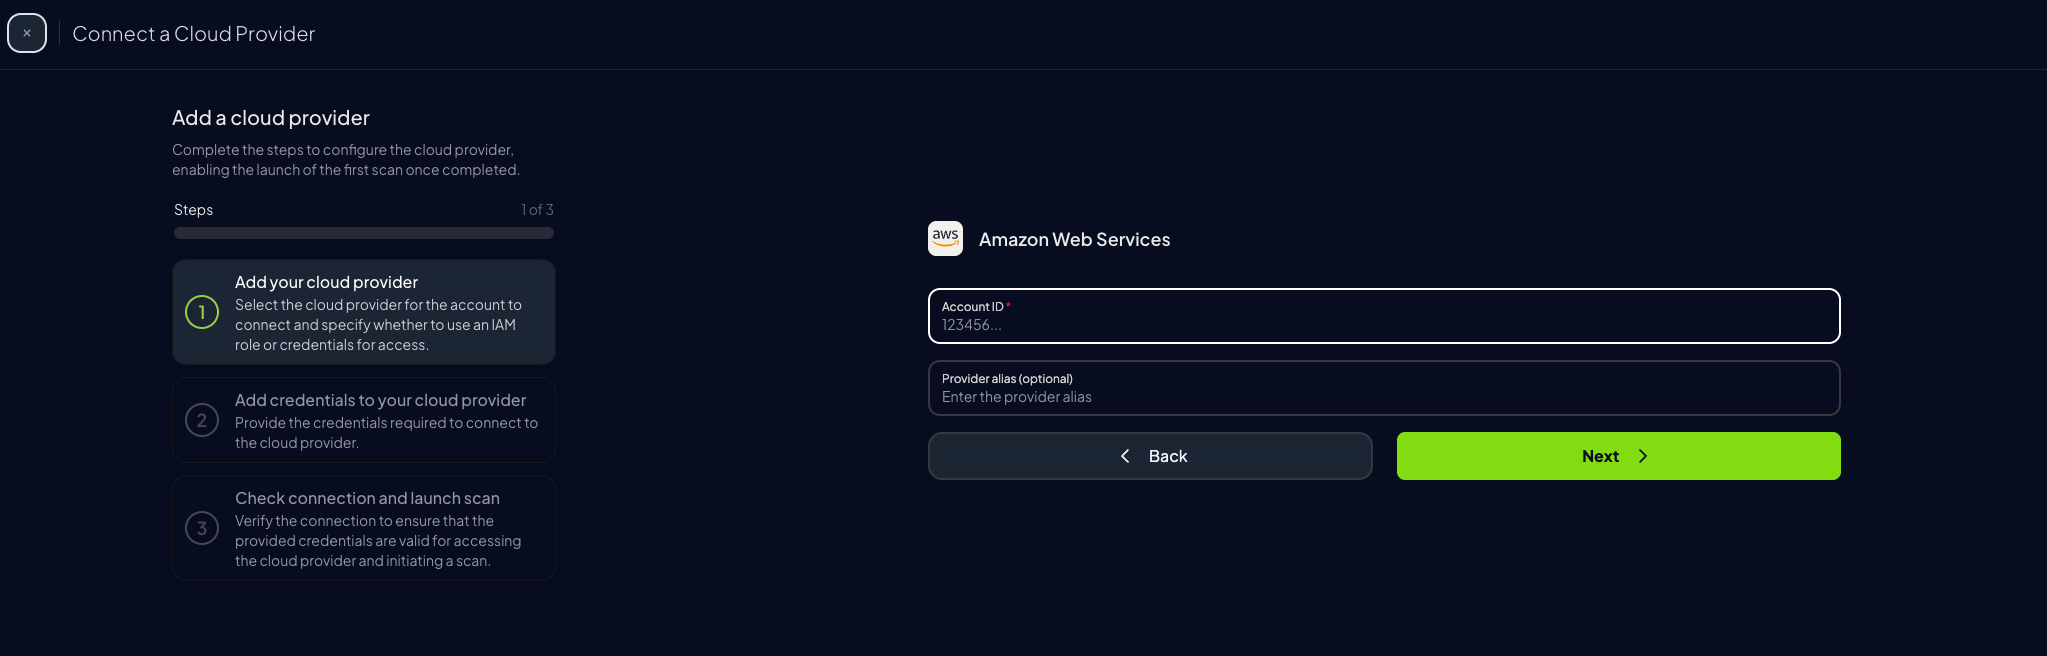 × Connect a Cloud Provider
Add a cloud provider
Complete the steps to configure the cloud provider,
enabling the launch of the first scan once completed.
Steps 1 of 3
1
Add your cloud provider
Select the cloud provider for the account to
connect and specify whether to use an IAM
role or credentials for access.
2
Add credentials to your cloud provider
Provide the credentials required to connect to
the cloud provider.
3
Check connection and launch scan
Verify the connection to ensure that the
provided credentials are valid for accessing
the cloud provider and initiating a scan.
aws Amazon Web Services
Account ID *
123456...
Provider alias (optional)
Enter the provider alias
Back
Next